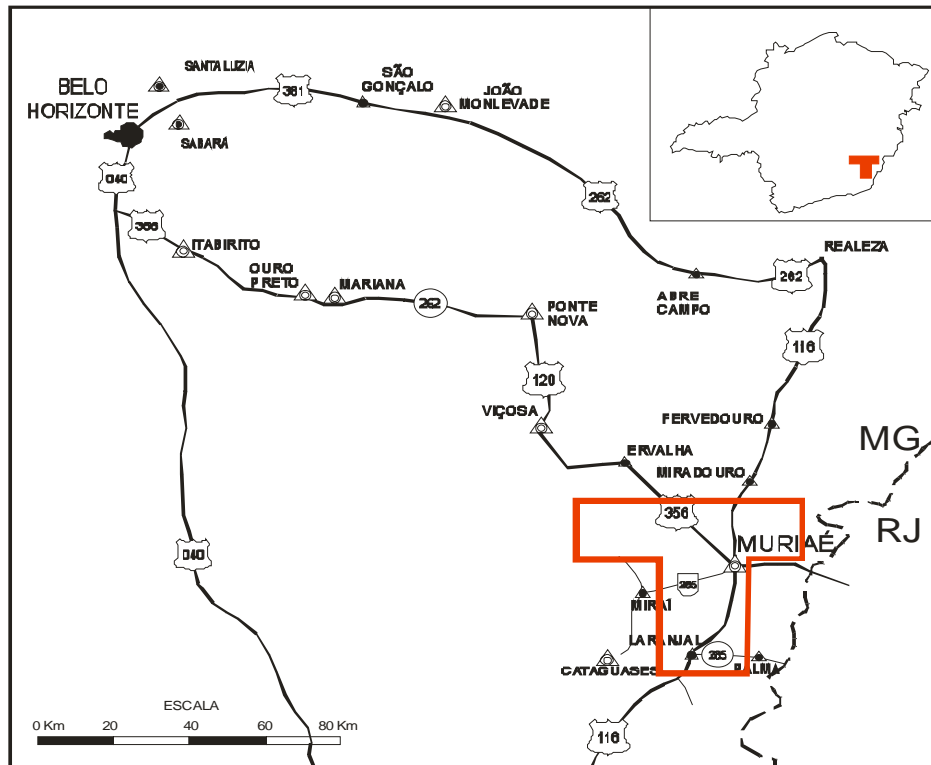 SANTA LUZIA
BELO
HORIZONTE
381
SÃO
GONÇALO
JOÃO
MONLEVADE
SABARÁ
040
262
356
ITABIRITO
REALEZA
OURO
PRETO
MARIANA
262
262
ABRE
CAMPO
PONTE
NOVA
116
120
VIÇOSA
FERVEDOURO
MG
ERVALHA
MIRADOURO
356
RJ
MURIAÉ
040
265
MIRAÍ
LARANJAL
265
CATAGUASES
PALMA
ESCALA
0 Km 20 40 60 80 Km
116